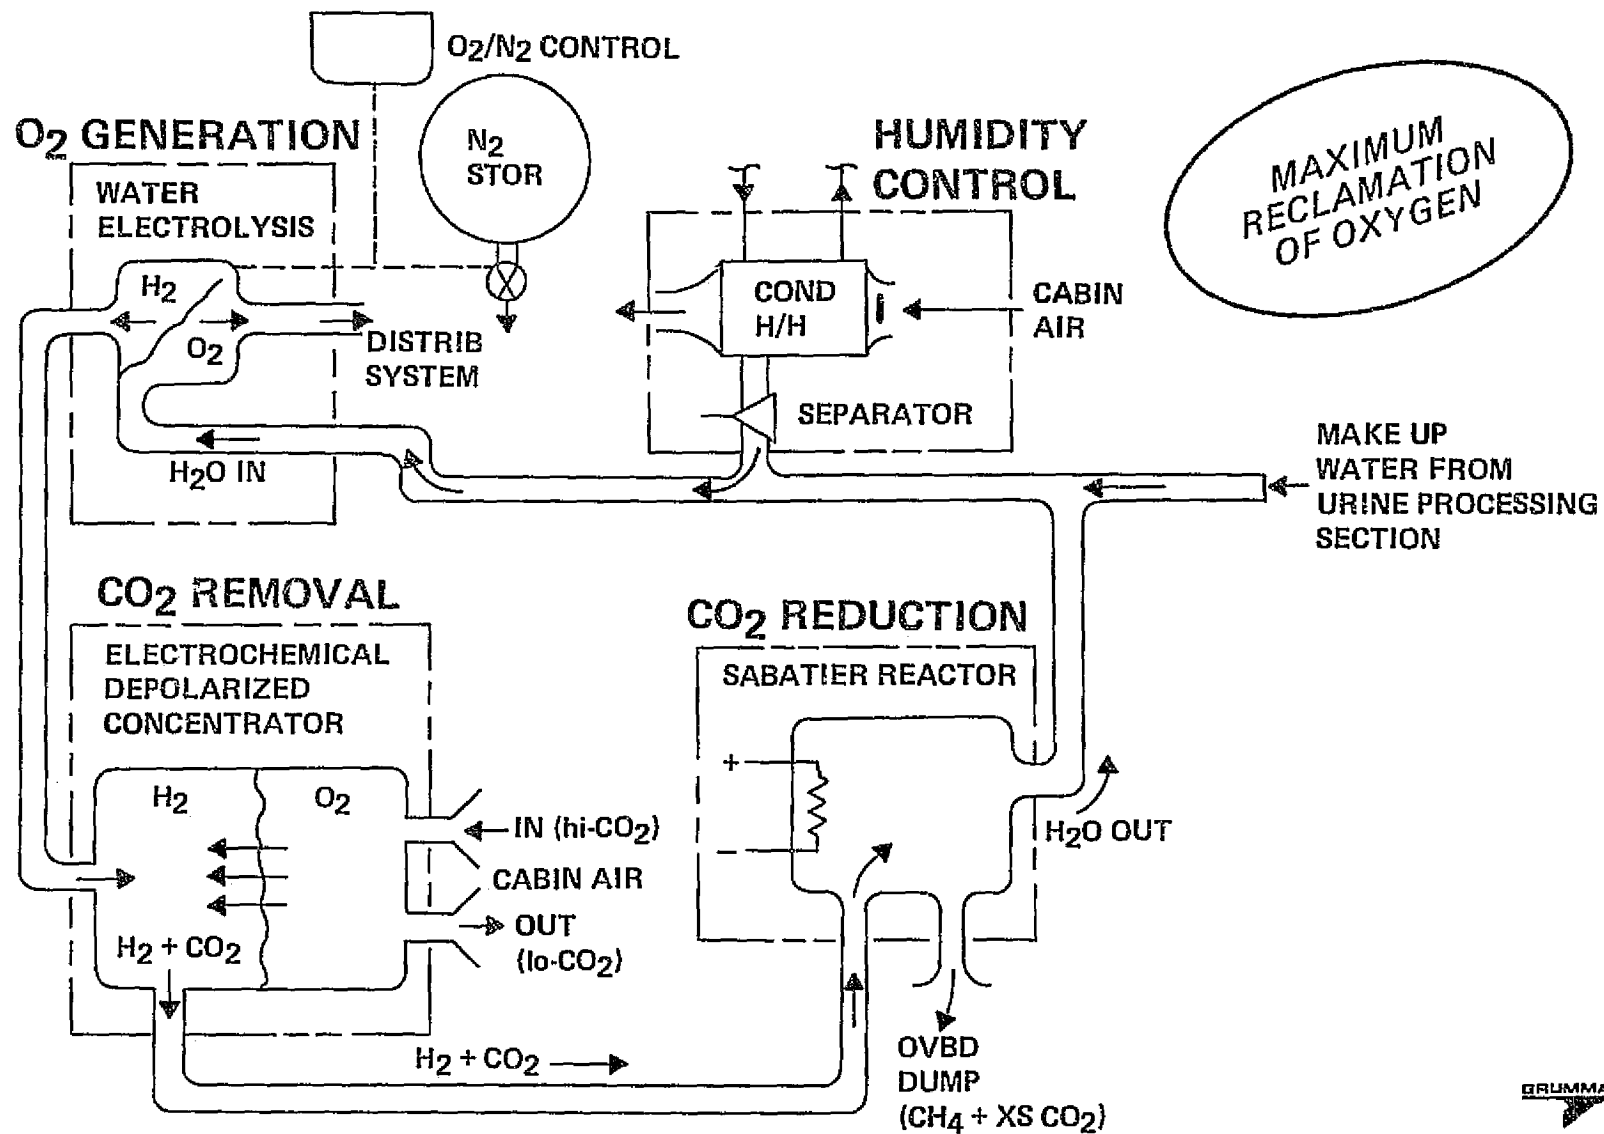 O2/N2 CONTROL
O2 GENERATION
N2
STOR
WATER
ELECTROLYSIS
H2
O2
DISTRIB
SYSTEM
H2O IN
HUMIDITY
CONTROL
COND
H/H
CABIN
AIR
SEPARATOR
MAXIMUM
RECLAMATION
OF OXYGEN
MAKE UP
WATER FROM
URINE PROCESSING
SECTION
CO2 REMOVAL
ELECTROCHEMICAL
DEPOLARIZED
CONCENTRATOR
H2
O2
IN (hi-CO2)
CABIN AIR
OUT
(lo-CO2)
H2 + CO2
H2 + CO2
CO2 REDUCTION
SABATIER REACTOR
+
–
H2O OUT
OVBD
DUMP
(CH4 + XS CO2)
GRUMMA